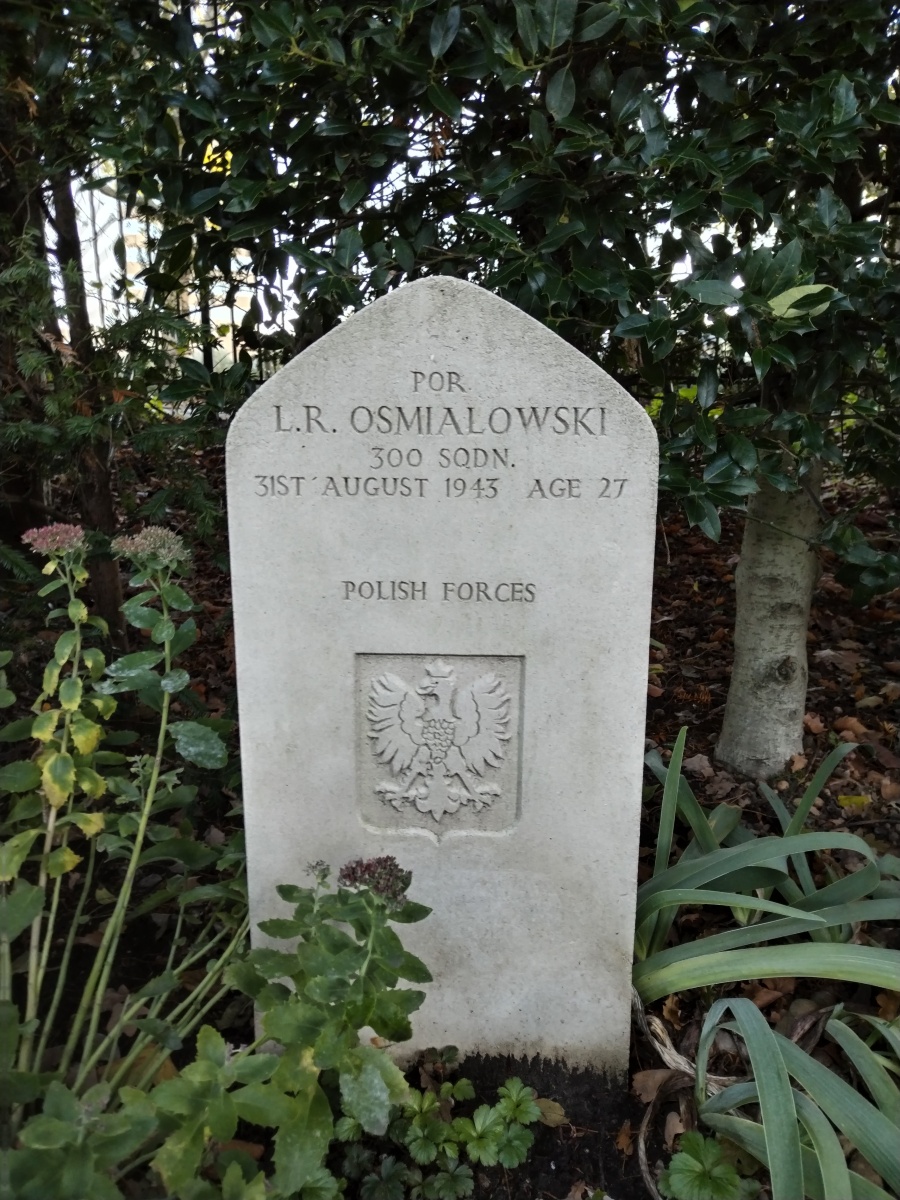 POR
L.R. OSMIALOWSKI
300 SQDN.
31ST AUGUST 1943 AGE 27
POLISH FORCES